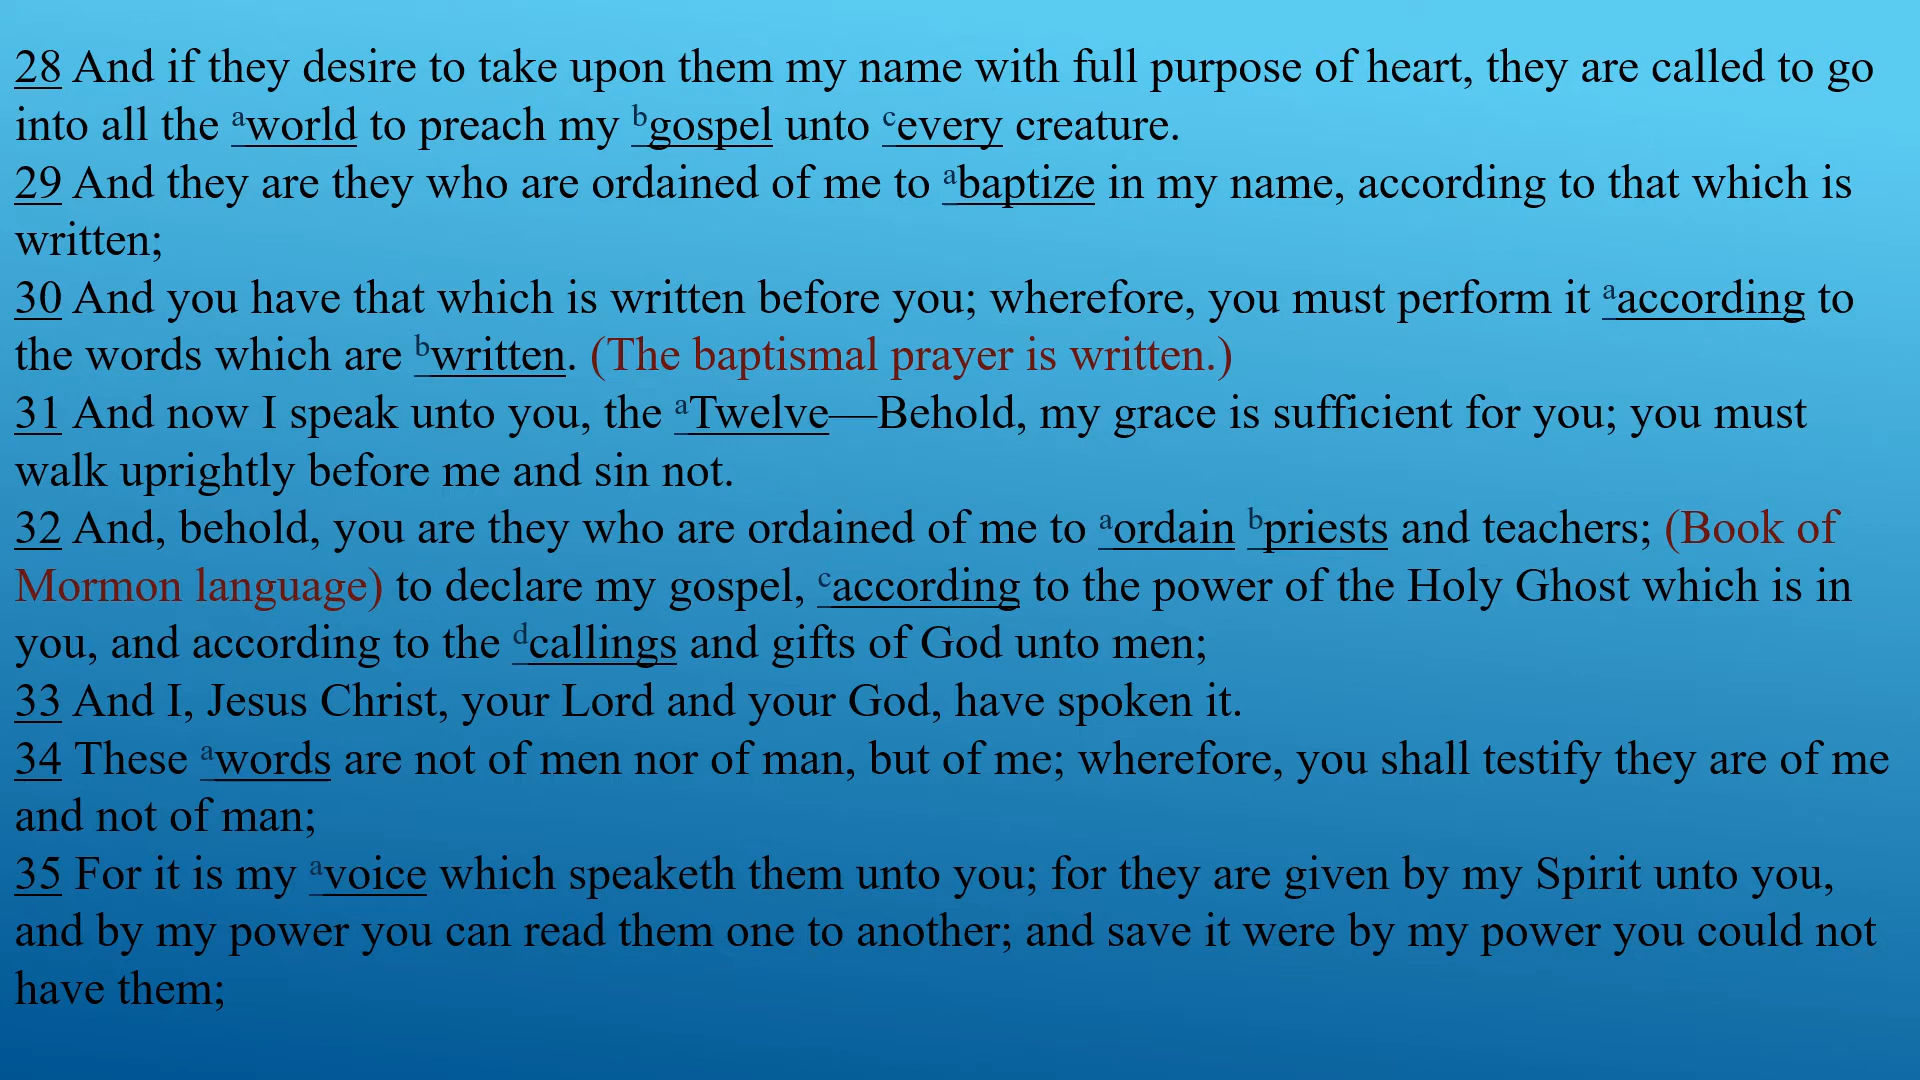 28 And if they desire to take upon them my name with full purpose of heart, they are called to go
into all the aworld to preach my bgospel unto cevery creature.
29 And they are they who are ordained of me to abaptize in my name, according to that which is
written;
30 And you have that which is written before you; wherefore, you must perform it aaccording to
the words which are bwritten. (The baptismal prayer is written.)
31 And now I speak unto you, the aTwelve—Behold, my grace is sufficient for you; you must
walk uprightly before me and sin not.
32 And, behold, you are they who are ordained of me to aordain bpriests and teachers; (Book of
Mormon language) to declare my gospel, caccording to the power of the Holy Ghost which is in
you, and according to the dcallings and gifts of God unto men;
33 And I, Jesus Christ, your Lord and your God, have spoken it.
34 These awords are not of men nor of man, but of me; wherefore, you shall testify they are of me
and not of man;
35 For it is my avoice which speaketh them unto you; for they are given by my Spirit unto you,
and by my power you can read them one to another; and save it were by my power you could not
have them;